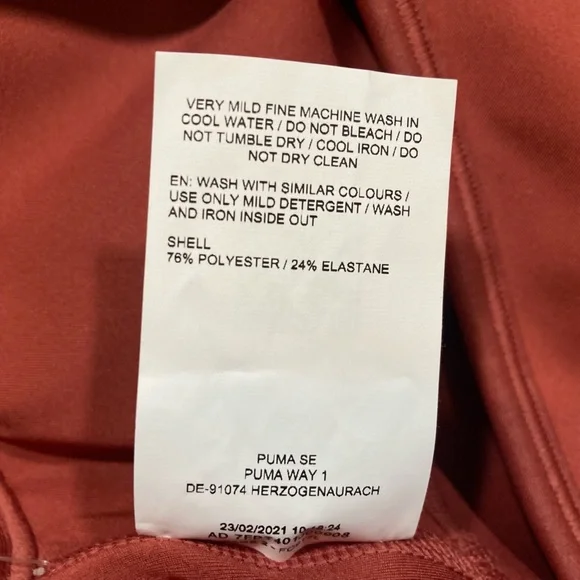 VERY MILD FINE MACHINE WASH IN
COOL WATER / DO NOT BLEACH / DO
NOT TUMBLE DRY / COOL IRON / DO
NOT DRY CLEAN
EN: WASH WITH SIMILAR COLOURS /
USE ONLY MILD DETERGENT / WASH
AND IRON INSIDE OUT
SHELL
76% POLYESTER / 24% ELASTANE
PUMA SE
PUMA WAY 1
DE-91074 HERZOGENAURACH
23/02/2021
AD